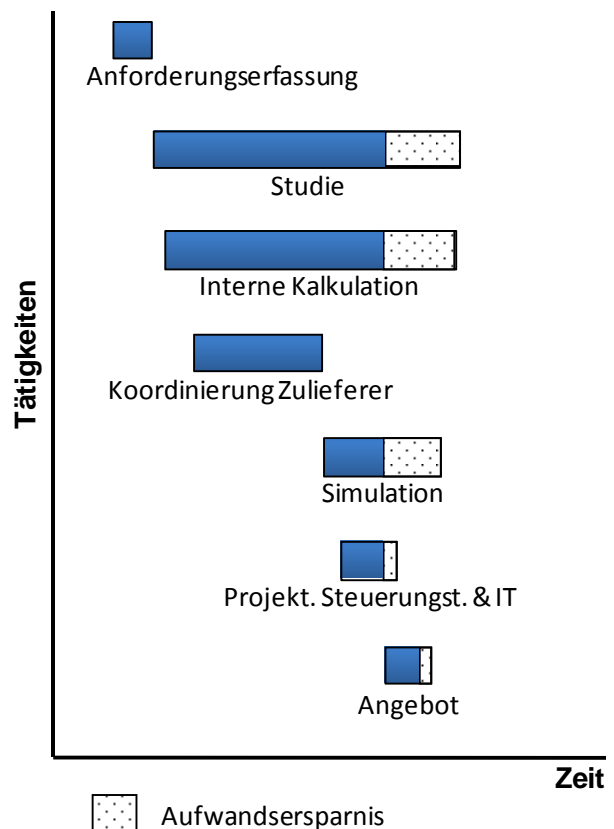 Anforderungserfassung
Studie
Interne Kalkulation
Koordinierung Zulieferer
Simulation
Projekt. Steuerungst. & IT
Angebot
Tätigkeiten
Zeit
Aufwandsersparnis